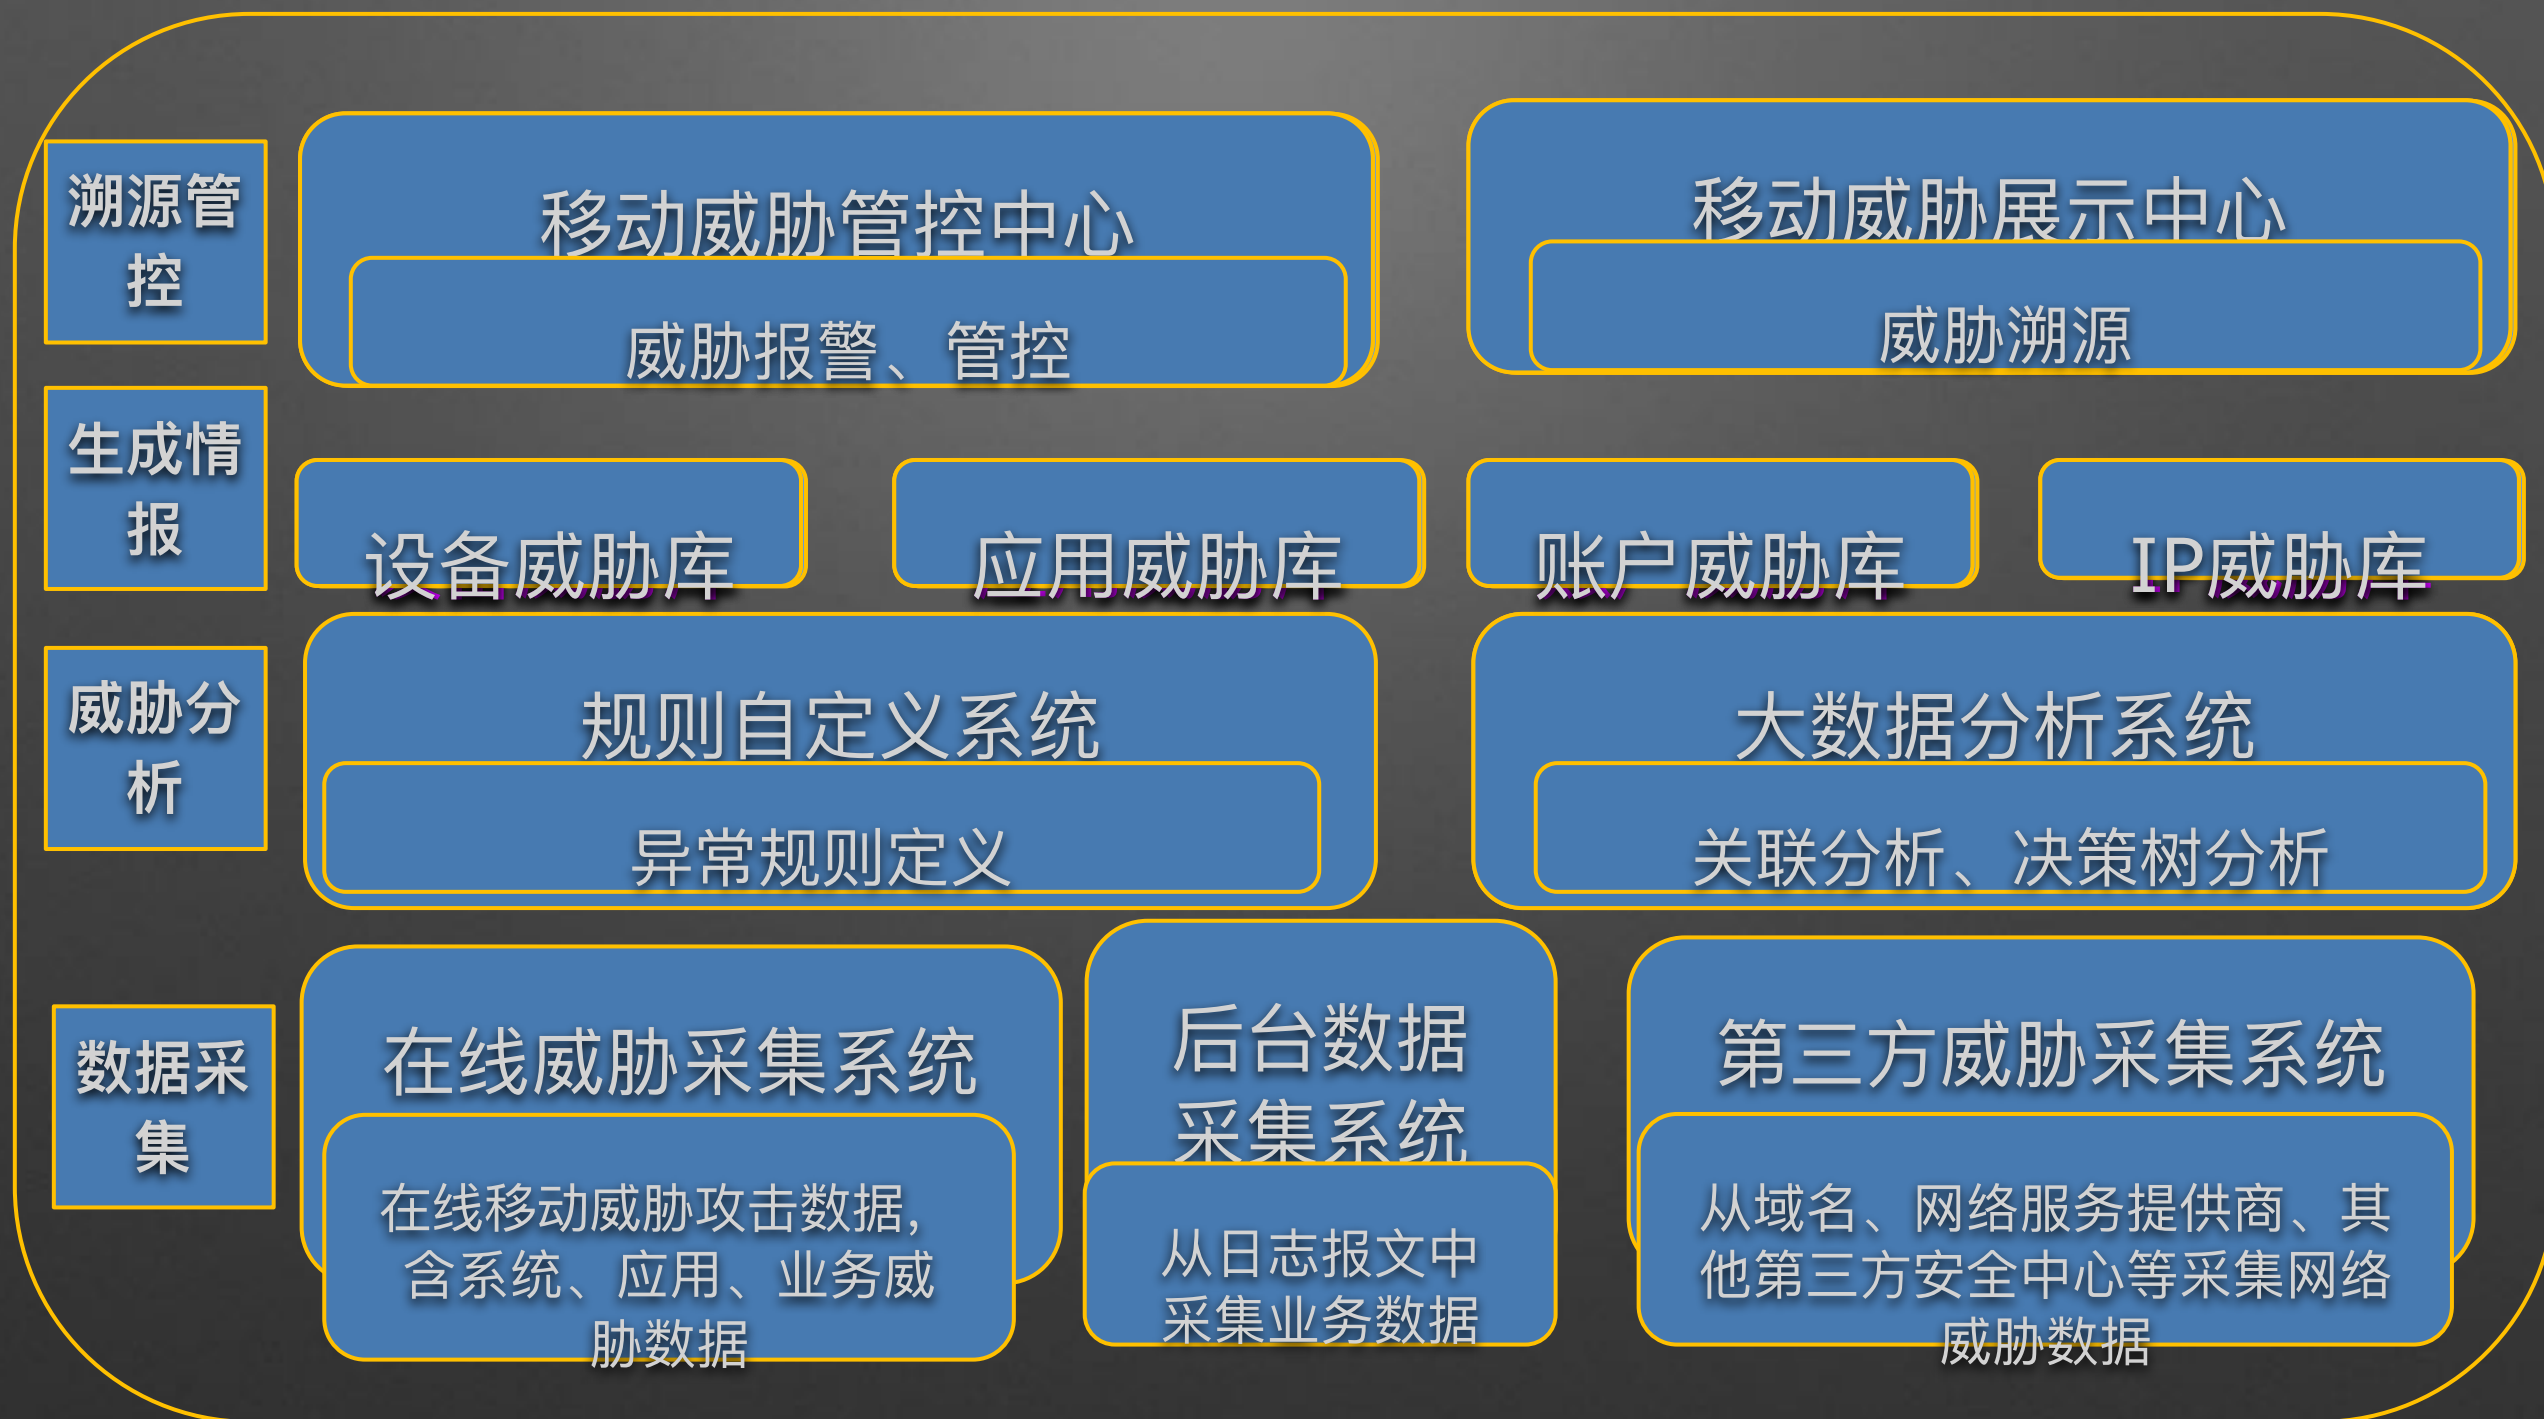 溯源管
控
移动威胁管控中心
威胁报警、管控
移动威胁展示中心
威胁溯源
生成情
报
设备威胁库
应用威胁库
账户威胁库
IP威胁库
威胁分
析
规则自定义系统
异常规则定义
大数据分析系统
关联分析、决策树分析
数据采
集
在线威胁采集系统
在线移动威胁攻击数据，
含系统、应用、业务威
胁数据
后台数据
采集系统
从日志报文中
采集业务数据
第三方威胁采集系统
从域名、网络服务提供商、其
他第三方安全中心等采集网络
威胁数据